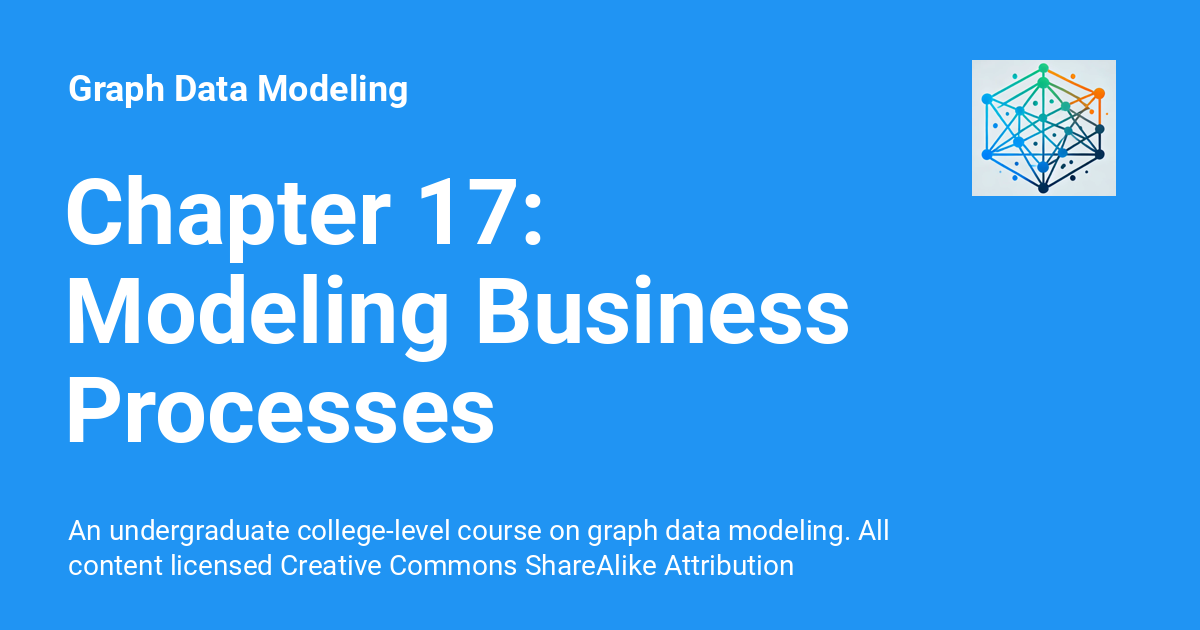 Graph Data Modeling
Chapter 17:
Modeling Business
Processes
An undergraduate college-level course on graph data modeling. All
content licensed Creative Commons ShareAlike Attribution